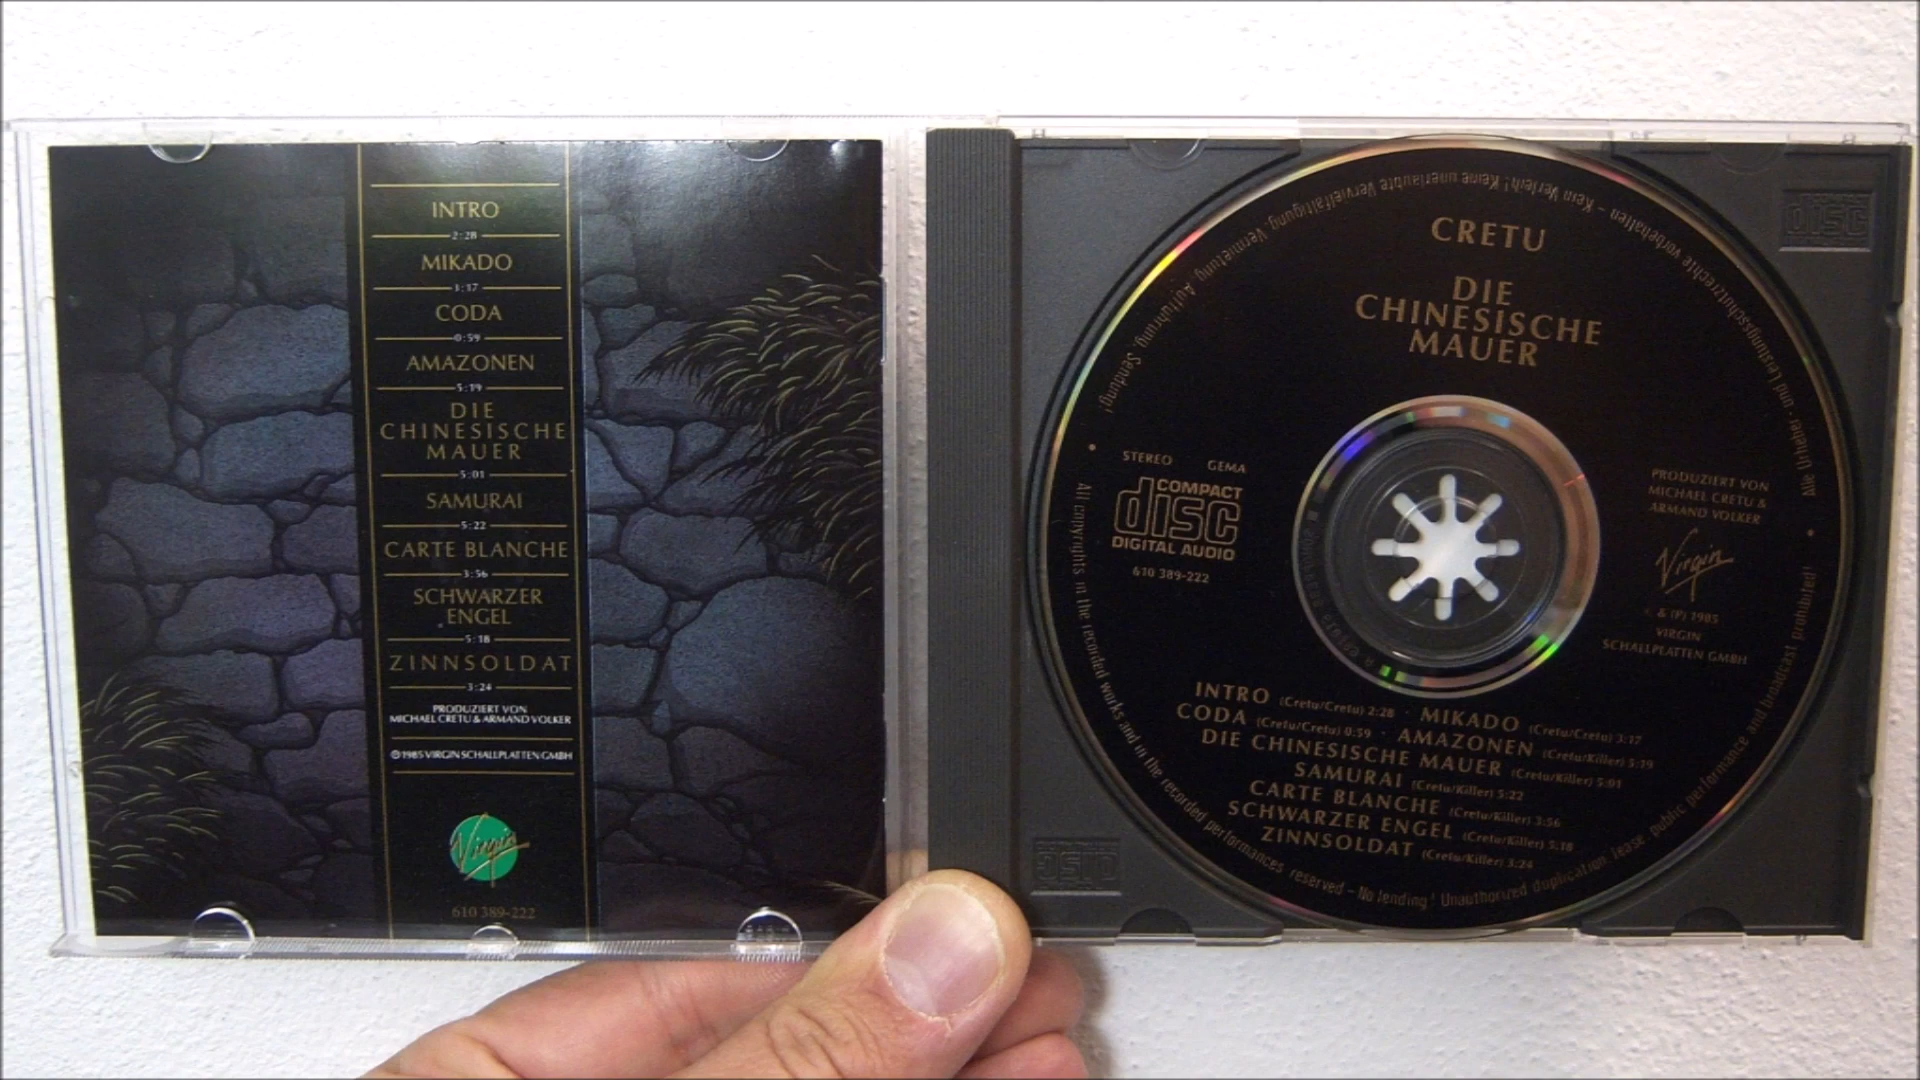 INTRO
2:28
MIKADO
3:17
CODA
0:59
AMAZONEN
5:19
DIE
CHINESISCHE
MAUER
5:01
SAMURAI
5:22
CARTE BLANCHE
3:56
SCHWARZER
ENGEL
5:18
ZINNSOLDAT
3:24
PRODUZIERT VON
MICHAEL CRETU & ARMAND VOLKER
℗ 1985 VIRGIN SCHALLPLATTEN GMBH
Virgin
610 389-222
CRETU
DIE
CHINESISCHE
MAUER
STEREO GEMA
COMPACT
disc
DIGITAL AUDIO
610 389-222
PRODUZIERT VON
MICHAEL CRETU &
ARMAND VOLKER
Virgin
© & (P) 1985
VIRGIN
SCHALLPLATTEN GMBH
INTRO (Cretu/Cretu) 2:28 · MIKADO (Cretu/Cretu) 3:17
CODA (Cretu/Cretu) 0:59 · AMAZONEN (Cretu/Killer) 5:19
DIE CHINESISCHE MAUER (Cretu/Killer) 5:01
SAMURAI (Cretu/Killer) 5:22
CARTE BLANCHE (Cretu/Killer) 3:56
SCHWARZER ENGEL (Cretu/Killer) 5:18
ZINNSOLDAT (Cretu/Killer) 3:24
Alle Urheber- und Leistungsschutzrechte vorbehalten – Kein Verleih! Keine unerlaubte Vervielfältigung, Vermietung, Aufführung, Sendung!
All copyrights in the recorded works and in the recorded performances reserved – No lending! Unauthorized duplication, lease, public performance and broadcast prohibited!
disc
disc